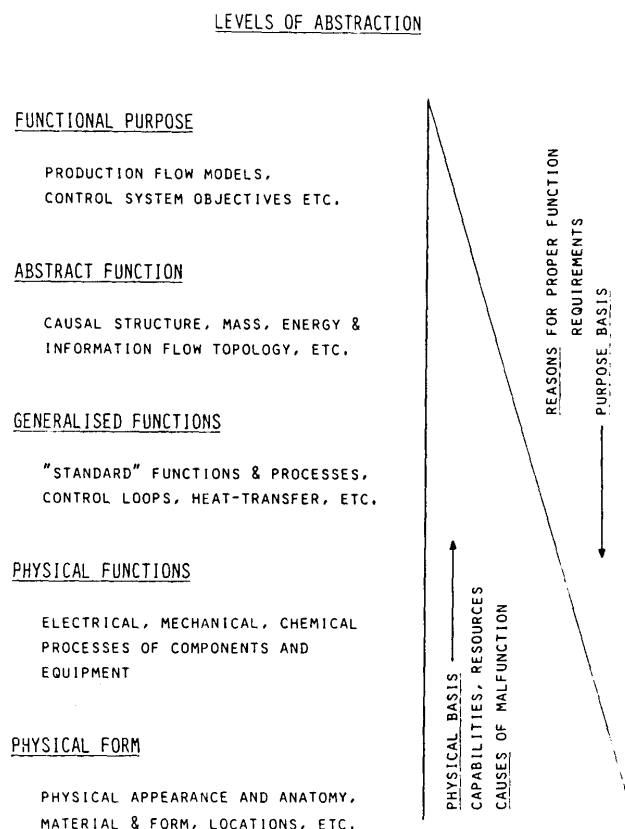 LEVELS OF ABSTRACTION
FUNCTIONAL PURPOSE
PRODUCTION FLOW MODELS,
CONTROL SYSTEM OBJECTIVES ETC.
ABSTRACT FUNCTION
CAUSAL STRUCTURE, MASS, ENERGY &
INFORMATION FLOW TOPOLOGY, ETC.
GENERALISED FUNCTIONS
"STANDARD" FUNCTIONS & PROCESSES,
CONTROL LOOPS, HEAT-TRANSFER, ETC.
PHYSICAL FUNCTIONS
ELECTRICAL, MECHANICAL, CHEMICAL
PROCESSES OF COMPONENTS AND
EQUIPMENT
PHYSICAL FORM
PHYSICAL APPEARANCE AND ANATOMY,
MATERIAL & FORM, LOCATIONS, ETC.
REASONS FOR PROPER FUNCTION
REQUIREMENTS
PURPOSE BASIS
PHYSICAL BASIS
CAPABILITIES, RESOURCES
CAUSES OF MALFUNCTION